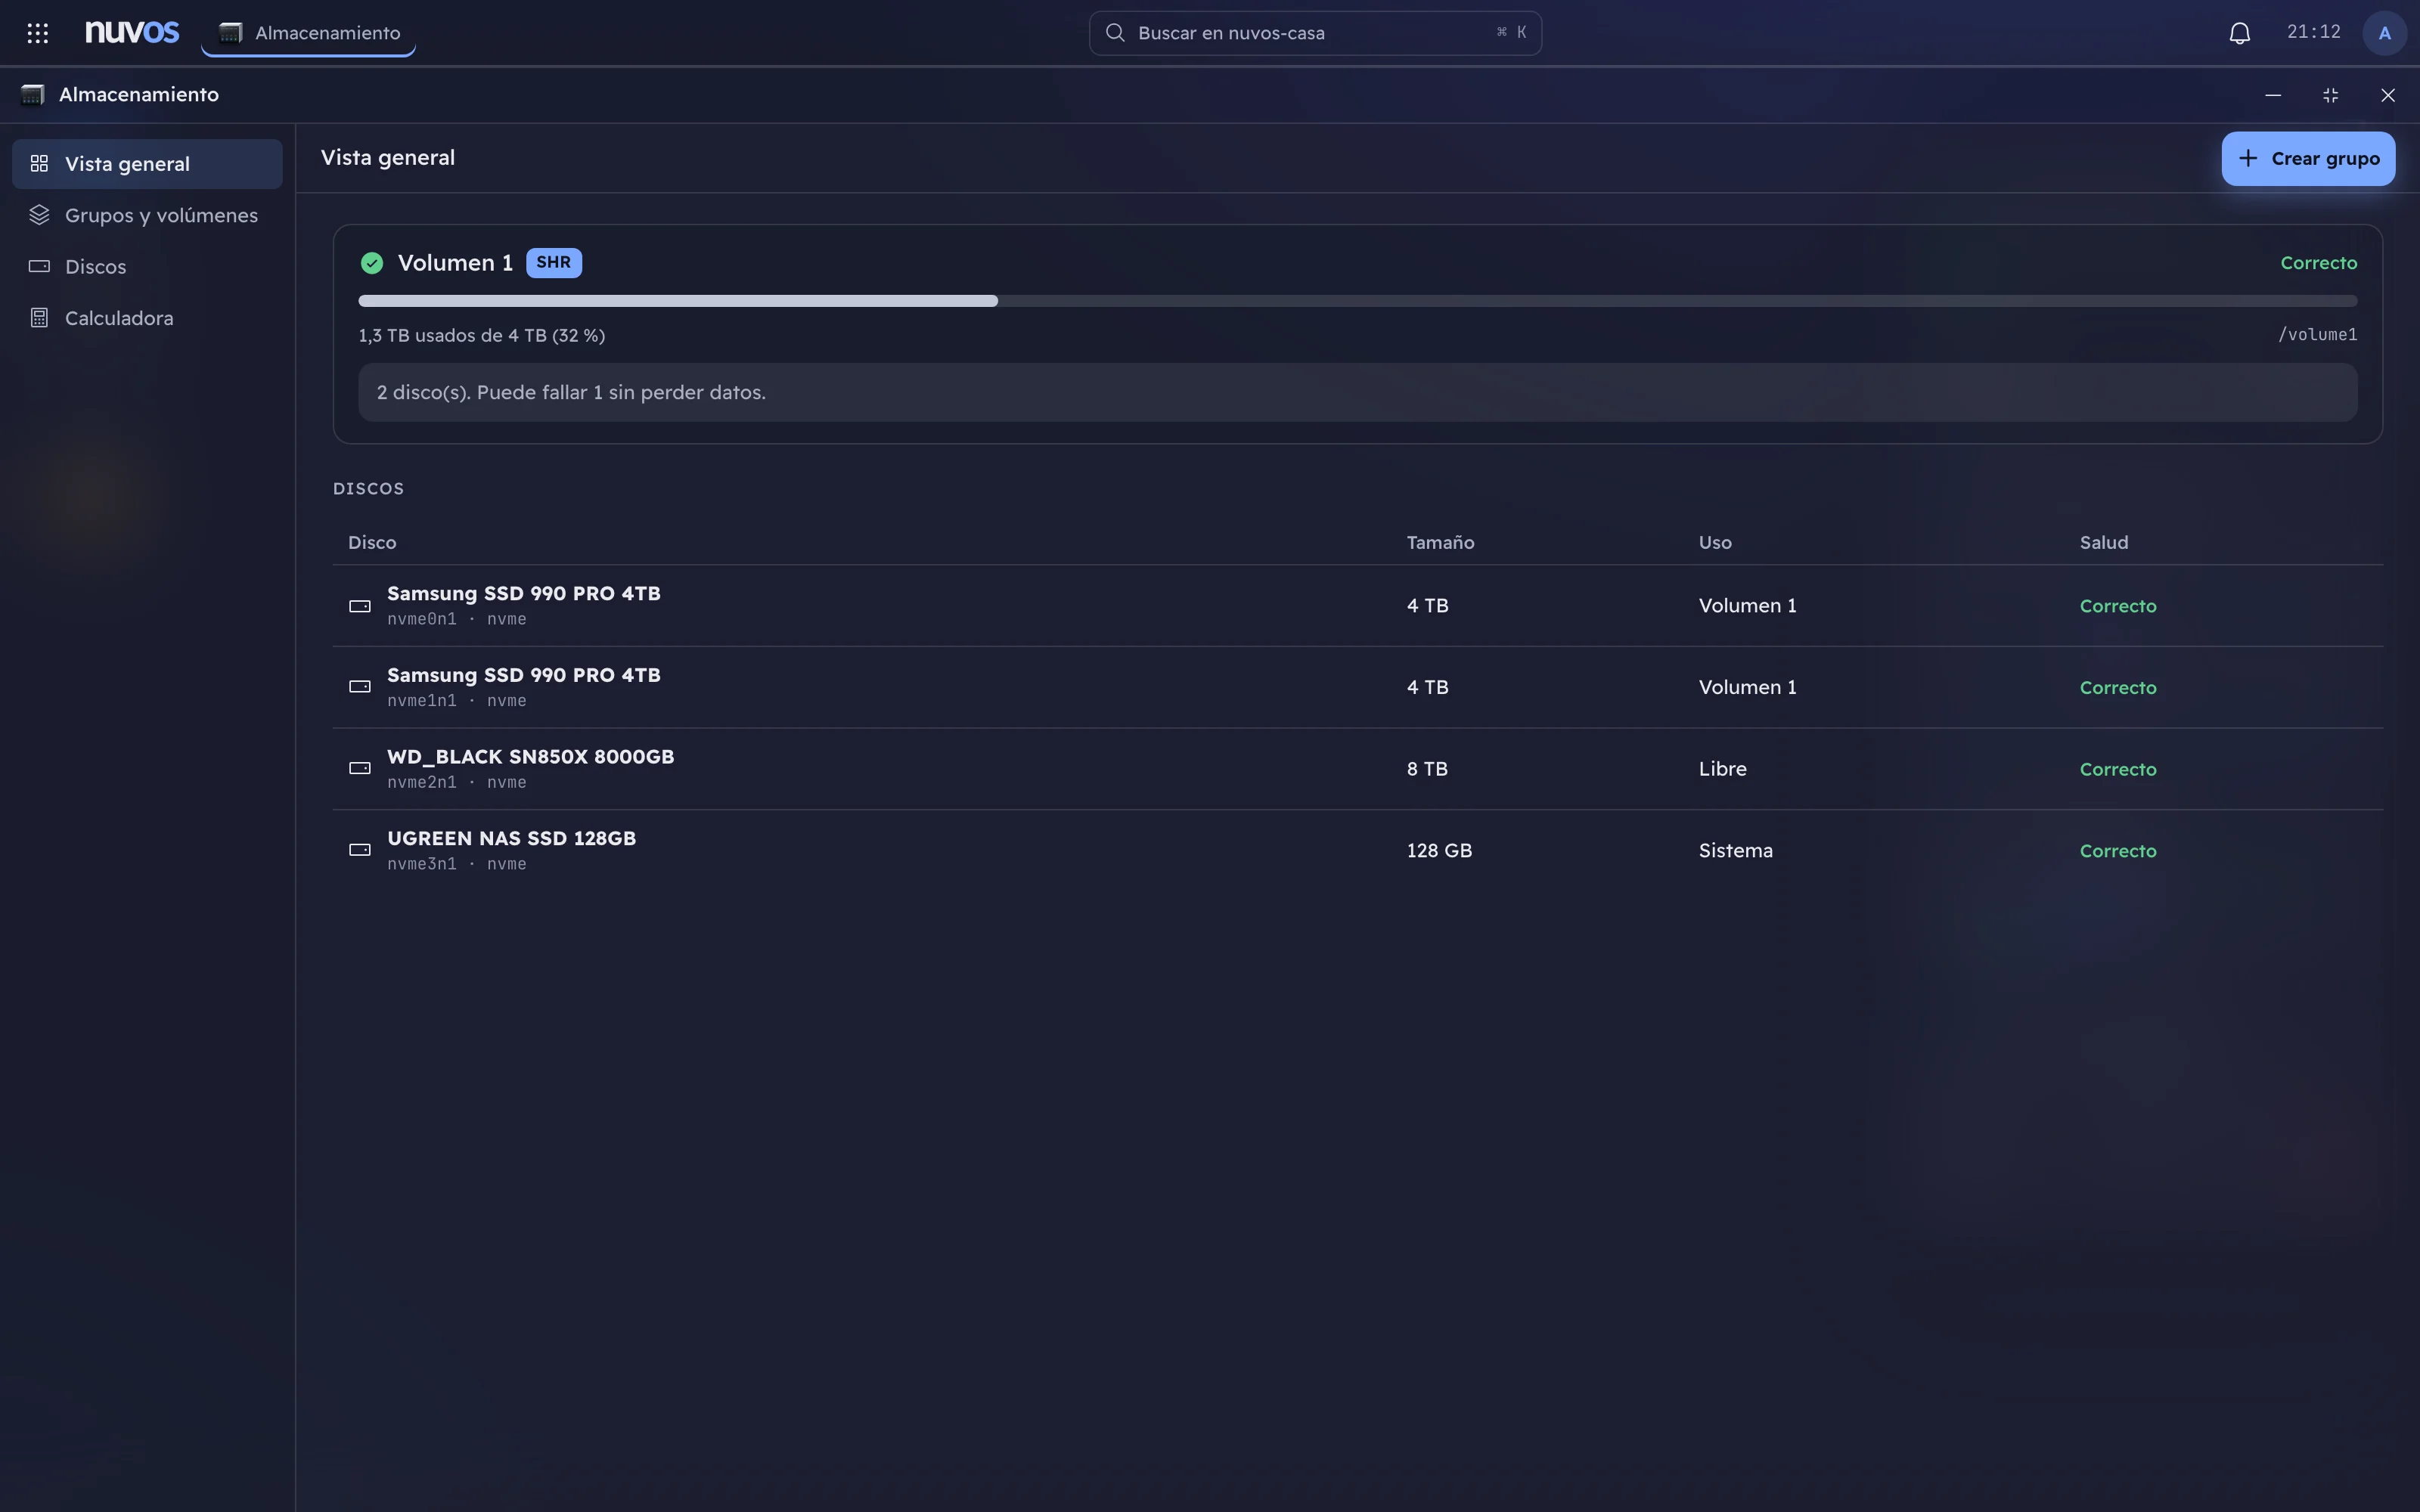 nuvos
Almacenamiento
Buscar en nuvos-casa
⌘ K
21:12
A
Almacenamiento
Vista general
Grupos y volúmenes
Discos
Calculadora
Vista general
Crear grupo
Volumen 1 SHR
Correcto
1,3 TB usados de 4 TB (32 %)
/volume1
2 disco(s). Puede fallar 1 sin perder datos.
DISCOS
Disco Tamaño Uso Salud
Samsung SSD 990 PRO 4TB
nvme0n1 · nvme
4 TB Volumen 1 Correcto
Samsung SSD 990 PRO 4TB
nvme1n1 · nvme
4 TB Volumen 1 Correcto
WD_BLACK SN850X 8000GB
nvme2n1 · nvme
8 TB Libre Correcto
UGREEN NAS SSD 128GB
nvme3n1 · nvme
128 GB Sistema Correcto